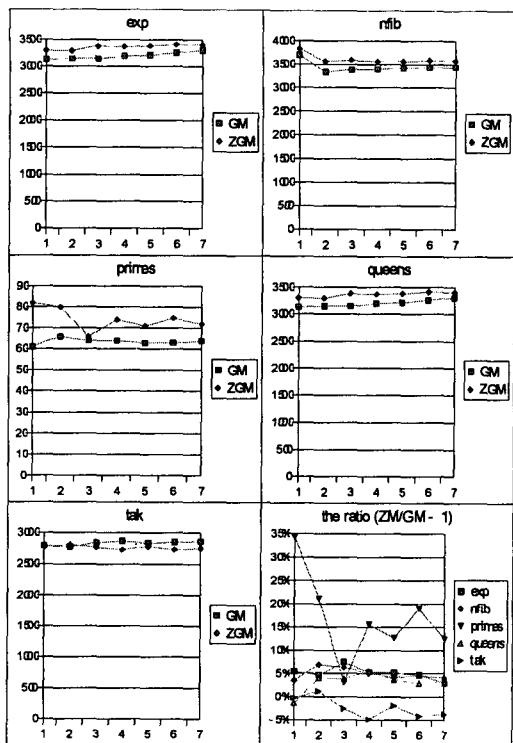 exp
3500
3000
2500
2000
1500
1000
500
0
1 2 3 4 5 6 7
GM
ZGM
nfib
4000
3500
3000
2500
2000
1500
1000
500
0
1 2 3 4 5 6 7
GM
ZGM
primes
90
80
70
60
50
40
30
20
10
0
1 2 3 4 5 6 7
GM
ZGM
queens
3500
3000
2500
2000
1500
1000
500
0
1 2 3 4 5 6 7
GM
ZGM
tak
3000
2500
2000
1500
1000
500
0
1 2 3 4 5 6 7
GM
ZGM
the ratio (ZM/GM - 1)
35%
30%
25%
20%
15%
10%
5%
0%
-5%
1 2 3 4 5 6 7
exp
nfib
primes
queens
tak